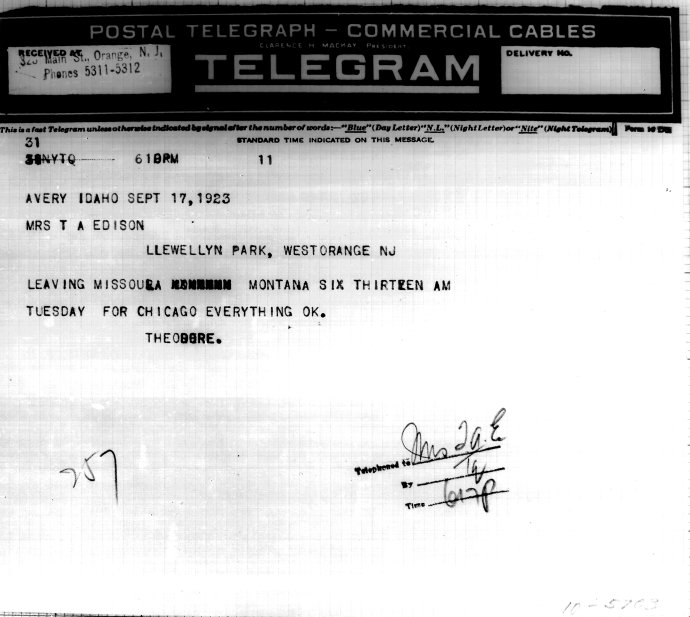 POSTAL TELEGRAPH — COMMERCIAL CABLES
CLARENCE H. MACKAY, PRESIDENT
RECEIVED AT
323 Main St., Orange, N. J.,
Phones 5311-5312
TELEGRAM
DELIVERY NO.
This is a fast Telegram unless otherwise indicated by signal after the number of words:—"Blue" (Day Letter) "N.L." (Night Letter) or "Nite" (Night Telegram)
STANDARD TIME INDICATED ON THIS MESSAGE.
31
NYTQ 61 RM 11
AVERY IDAHO SEPT 17,1923
MRS T A EDISON
LLEWELLYN PARK, WESTORANGE NJ
LEAVING MISSOULA MONTANA SIX THIRTEEN AM
TUESDAY FOR CHICAGO EVERYTHING OK.
THEODORE.
257
Telephoned to Mrs T.A.E.
By
Time 617P